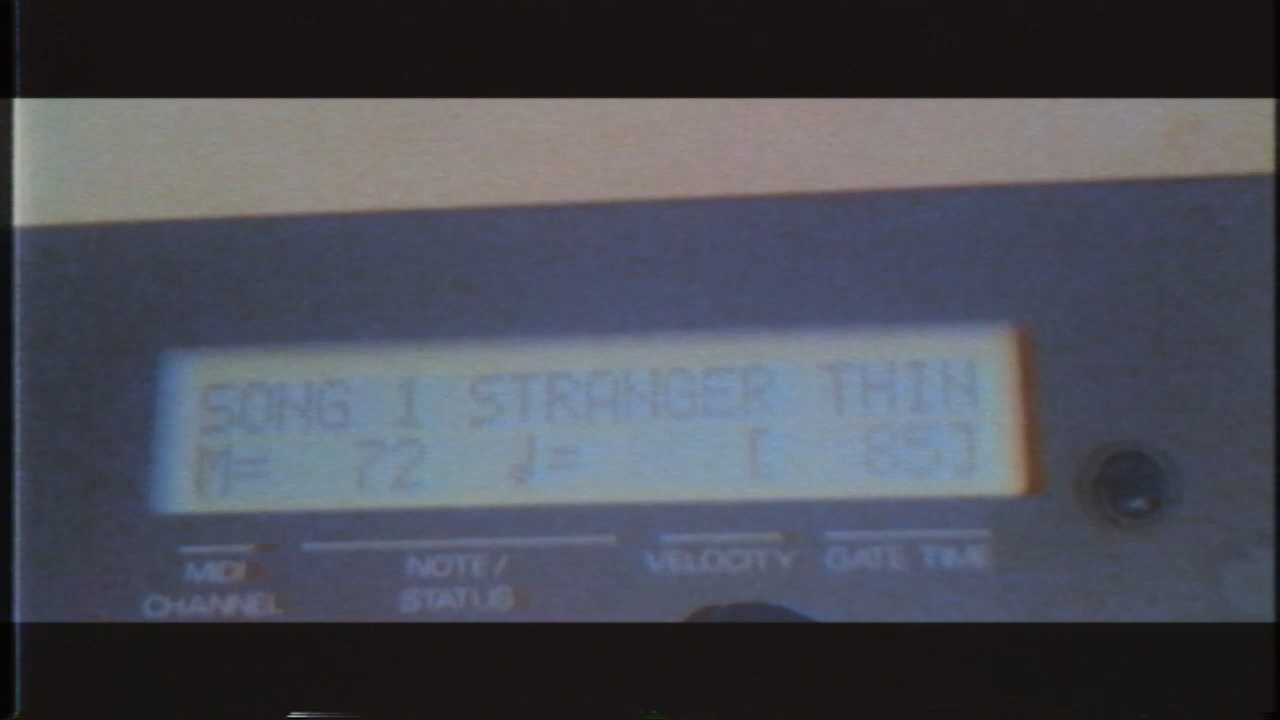 SONG 1 STRANGER THIN
M= 72 ♩= [ 85]
MIDI CHANNEL
NOTE/ STATUS
VELOCITY
GATE TIME